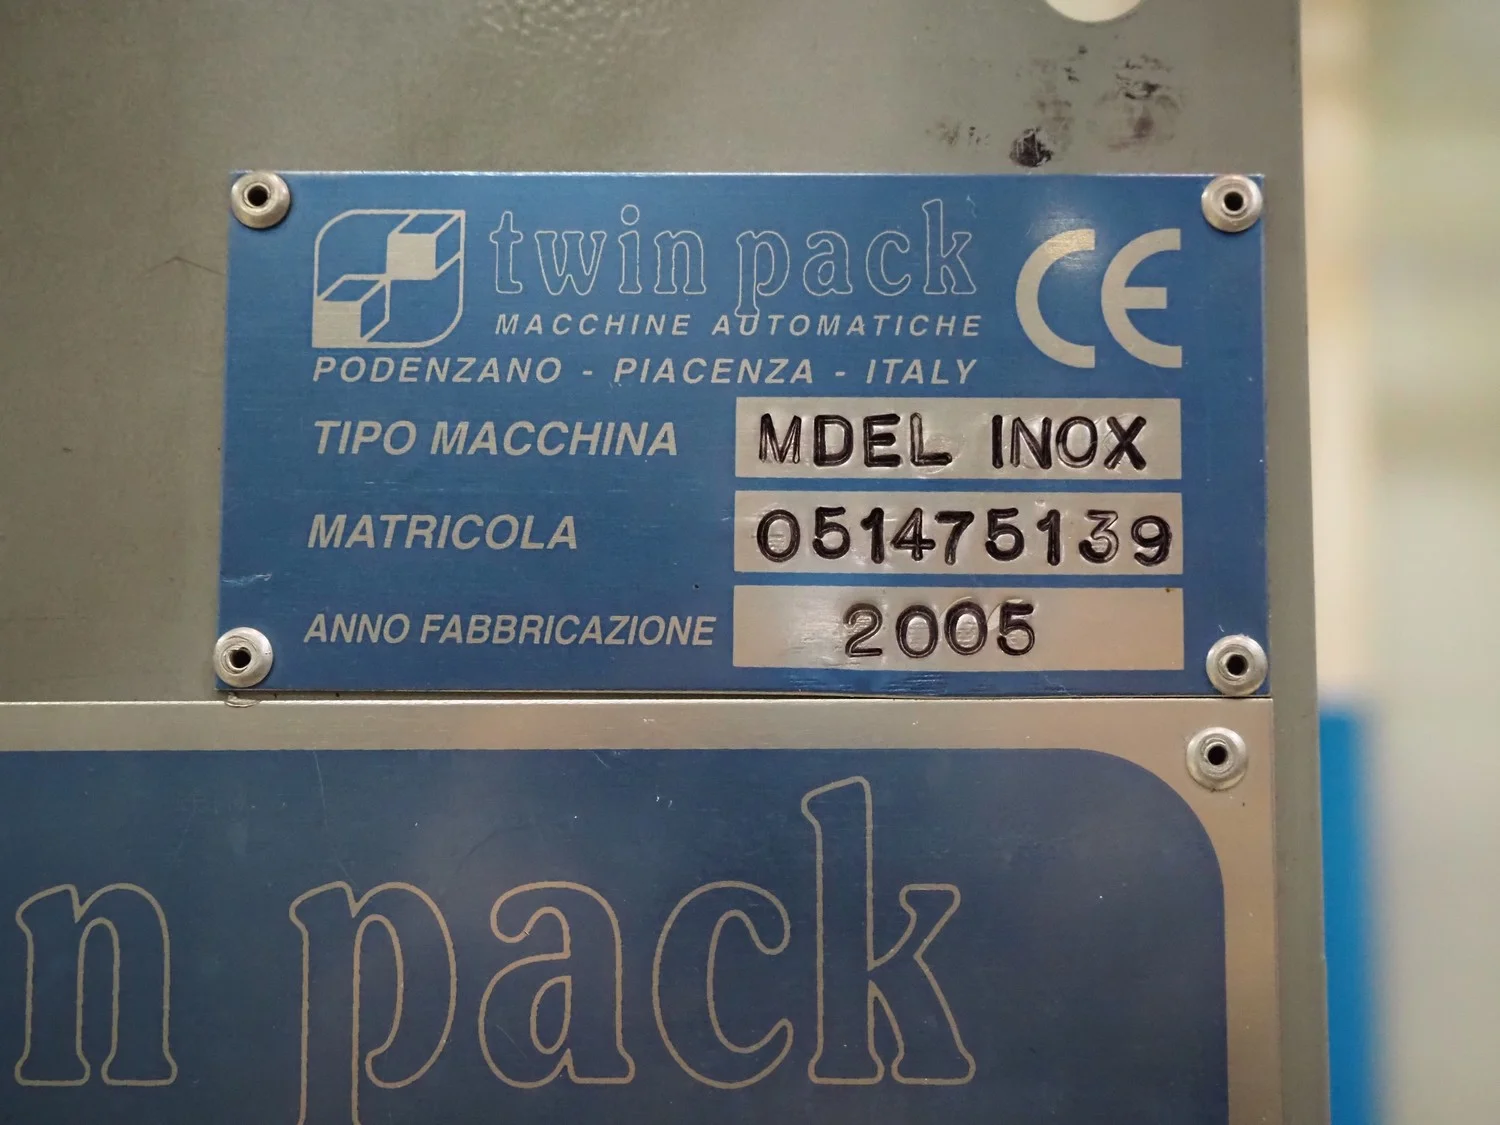 twin pack
CE
MACCHINE AUTOMATICHE
PODENZANO - PIACENZA - ITALY
TIPO MACCHINA MDEL INOX
MATRICOLA 051475139
ANNO FABBRICAZIONE 2005
n pack